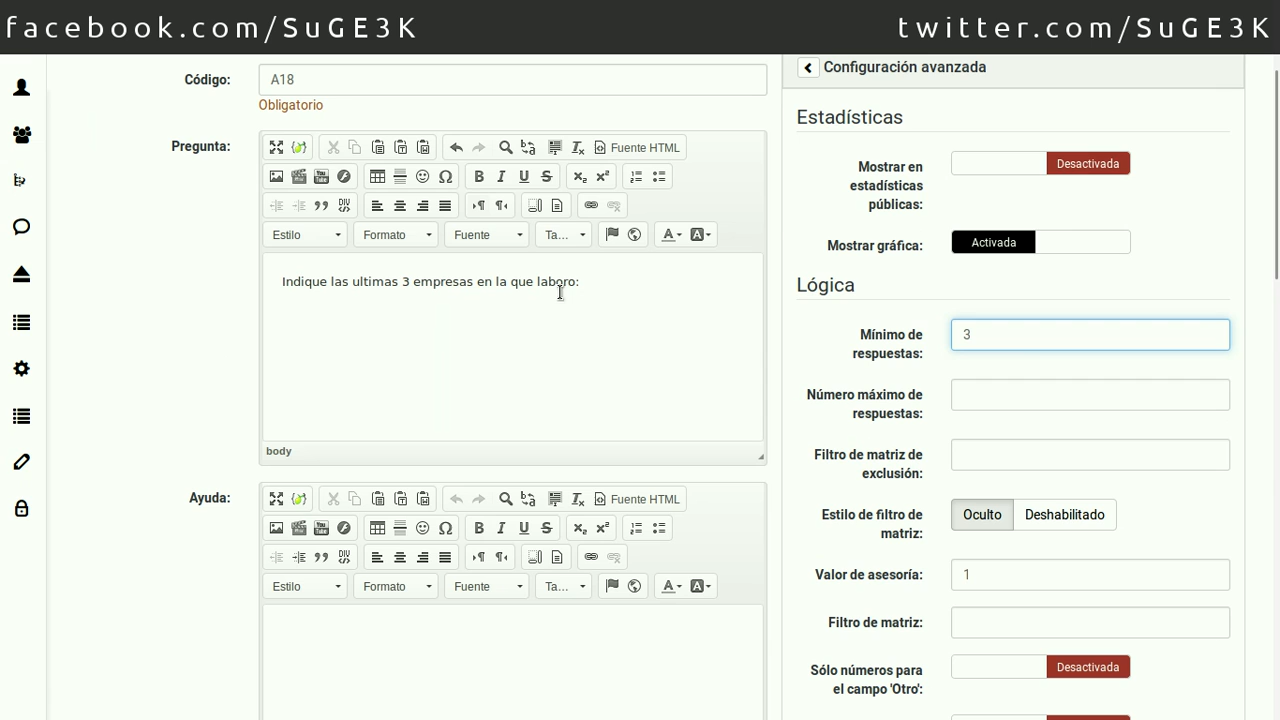 facebook.com/SuGE3K
twitter.com/SuGE3K
Código:
A18
Obligatorio
Pregunta:
Fuente HTML
Estilo
Formato
Fuente
Ta...
Indique las ultimas 3 empresas en la que laboro:
body
Ayuda:
Fuente HTML
Estilo
Formato
Fuente
Ta...
Configuración avanzada
Estadísticas
Mostrar en
estadísticas
públicas:
Desactivada
Mostrar gráfica:
Activada
Lógica
Mínimo de
respuestas:
3
Número máximo de
respuestas:
Filtro de matriz de
exclusión:
Estilo de filtro de
matriz:
Oculto
Deshabilitado
Valor de asesoría:
1
Filtro de matriz:
Sólo números para
el campo 'Otro':
Desactivada